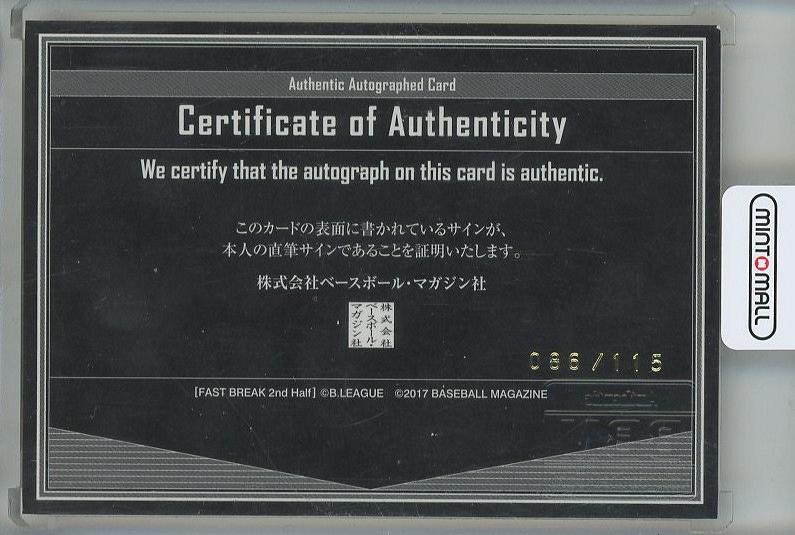 Authentic Autographed Card
Certificate of Authenticity
We certify that the autograph on this card is authentic.
このカードの表面に書かれているサインが、
本人の直筆サインであることを証明いたします。
株式会社ベースボール・マガジン社
株式会社
ベースボール・
マガジン社
086/115
[FAST BREAK 2nd Half] ©B.LEAGUE ©2017 BASEBALL MAGAZINE
MINTMALL